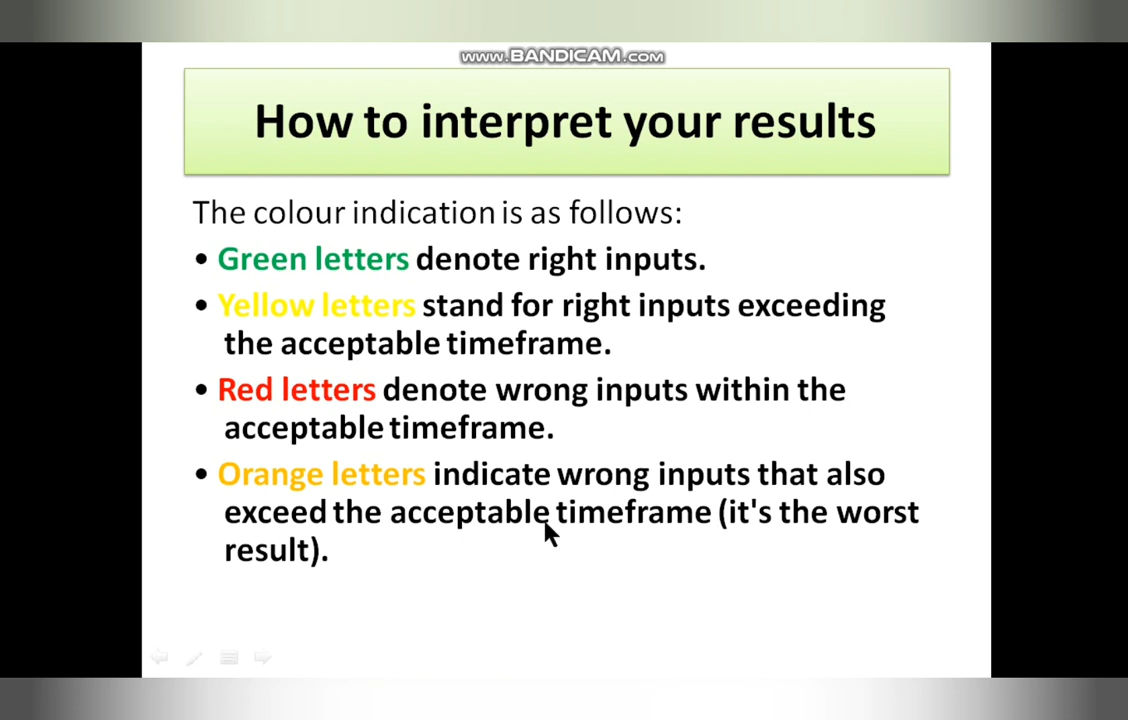 www.BANDICAM.com
How to interpret your results
The colour indication is as follows:
• Green letters denote right inputs.
• Yellow letters stand for right inputs exceeding
the acceptable timeframe.
• Red letters denote wrong inputs within the
acceptable timeframe.
• Orange letters indicate wrong inputs that also
exceed the acceptable timeframe (it's the worst
result).